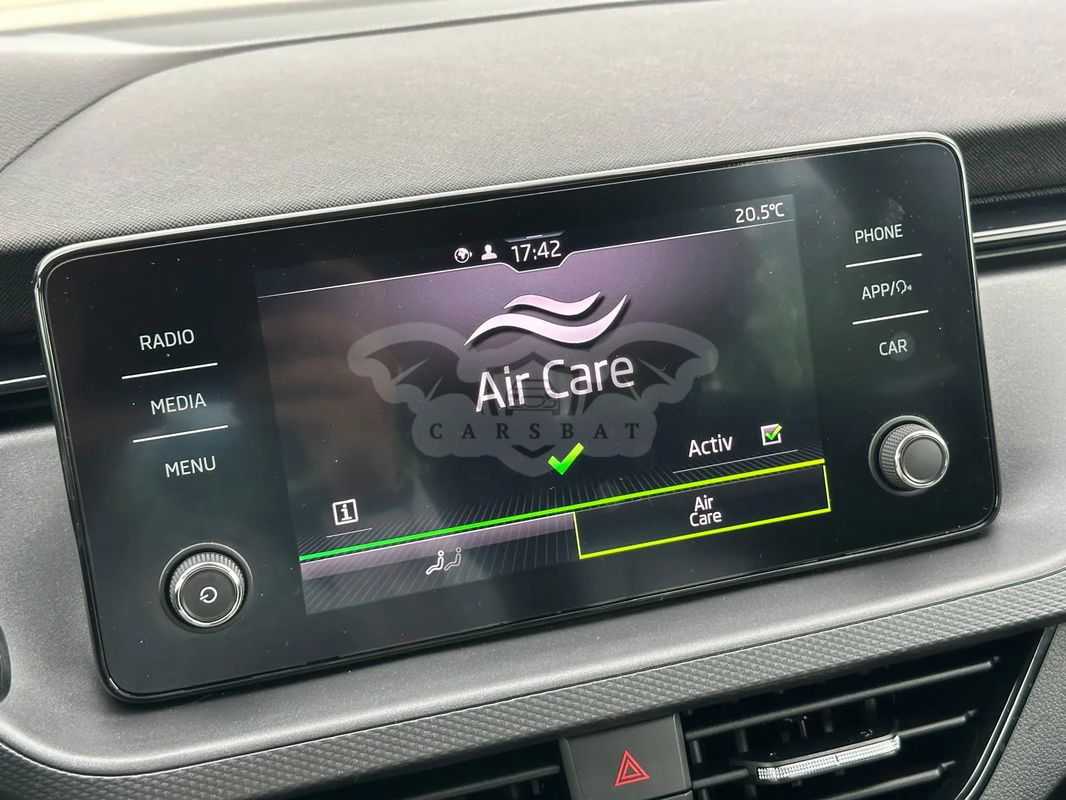 17:42
20.5°C
RADIO
MEDIA
MENU
Air Care
CARSBAT
Activ
i
Air
Care
PHONE
APP/
CAR